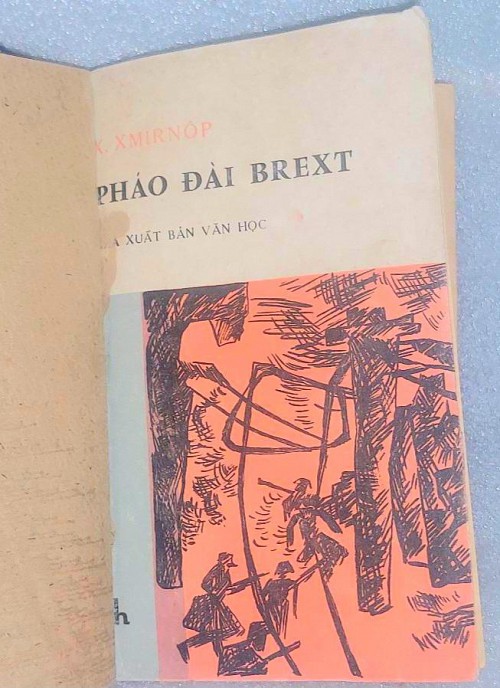 X. XMIRNÔP
PHÁO ĐÀI BREXT
XUẤT BẢN VĂN HỌC
h